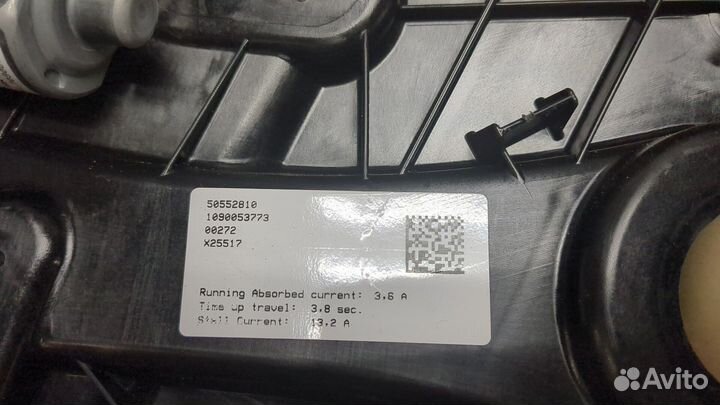 50552810
1090053773
00272
X25517
Running Absorbed current: 3,6 A
Time up travel: 3,8 sec.
Stall Current: 13,2 A
Avito